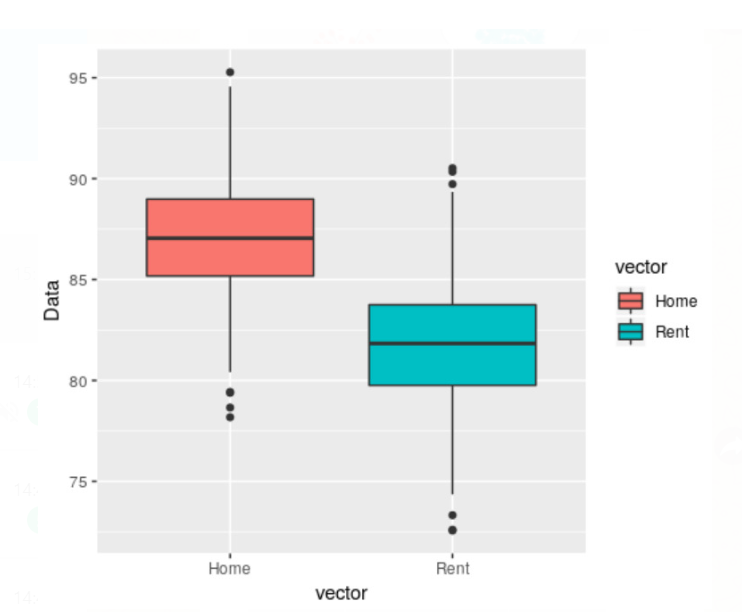 95
90
85
80
75
Data
Home
Rent
vector
vector
Home
Rent